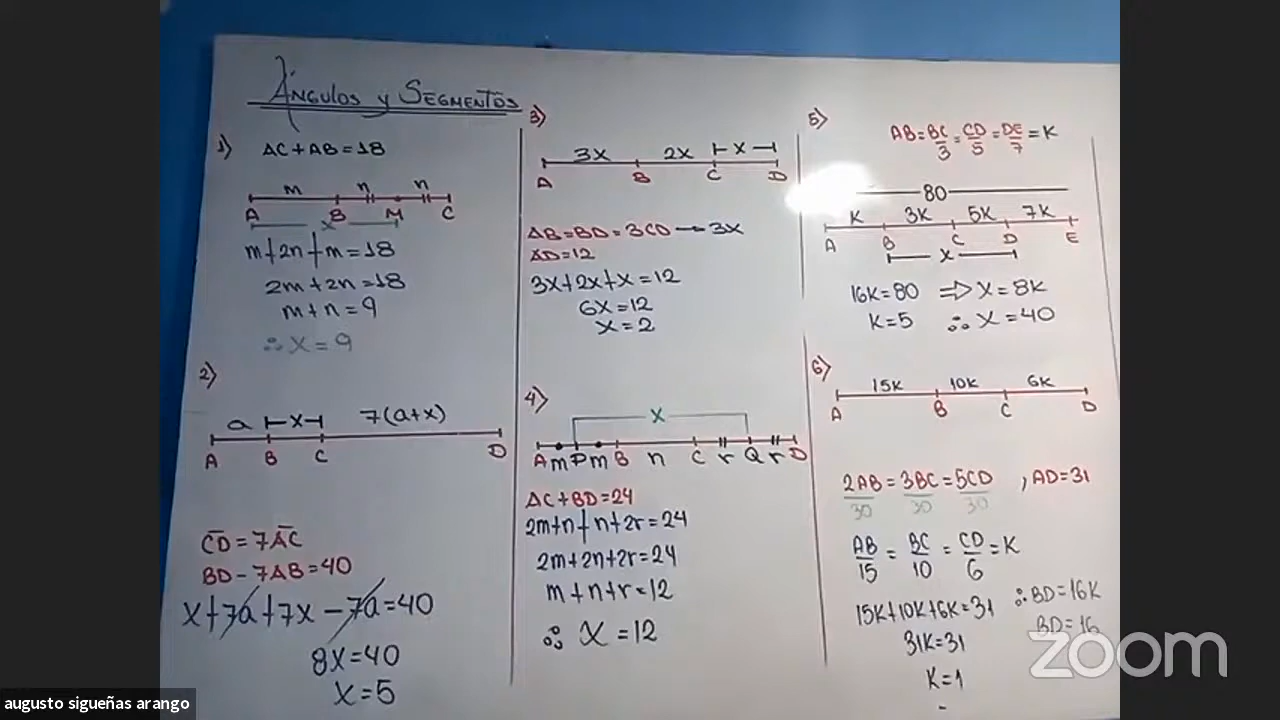 Ángulos y Segmentos
1)
AC + AB = 18
m n n
A B M C
x
m + 2n + m = 18
2m + 2n = 18
m + n = 9
∴ x = 9
2)
a x 7(a+x)
A B C D
CD = 7AC
BD - 7AB = 40
x + 7a + 7x - 7a = 40
8x = 40
x = 5
3)
3x 2x x
A B C D
AB = BD = 3CD → 3x
AD = 12
3x + 2x + x = 12
6x = 12
x = 2
4)
x
A m P m B n C r Q r D
AC + BD = 24
2m + n + n + 2r = 24
2m + 2n + 2r = 24
m + n + r = 12
∴ x = 12
5)
AB = BC/3 = CD/5 = DE/7 = K
80
K 3K 5K 7K
A B C D E
x
16K = 80 ⇒ x = 8K
K = 5 ∴ x = 40
6)
15K 10K 6K
A B C D
2AB/30 = 3BC/30 = 5CD/30 , AD = 31
AB/15 = BC/10 = CD/6 = K
15K + 10K + 6K = 31
31K = 31
K = 1
∴ BD = 16K
BD = 16
zoom
augusto sigueñas arango